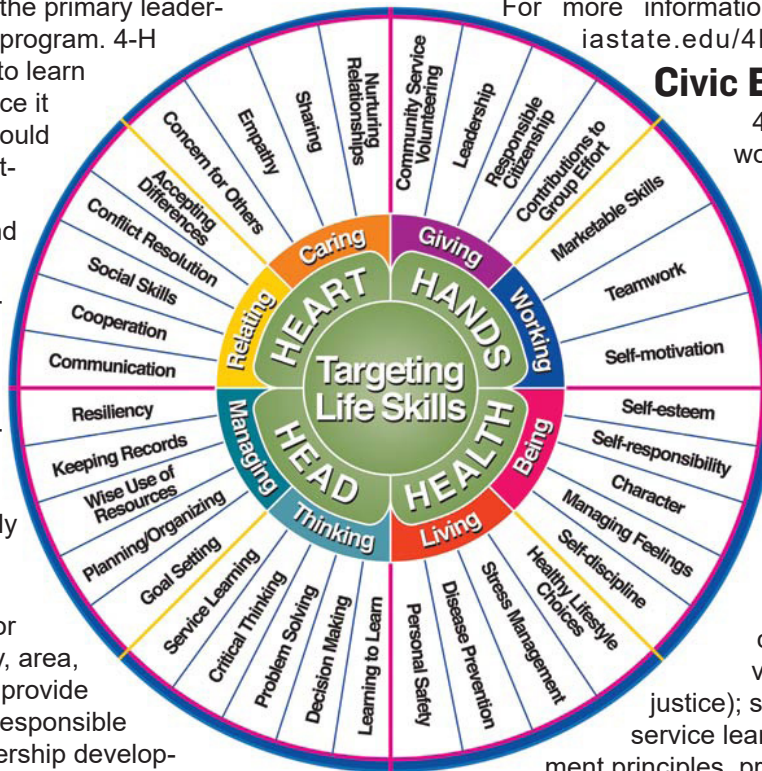 the primary leader-
program. 4-H
to learn
ce it
ould
t-
nd
ly
or
y, area,
provide
esponsible
ership develop-
For more information
iastate.edu/4H
Civic E
4
wo
Targeting
Life Skills
HEART
HANDS
HEALTH
HEAD
Caring
Giving
Working
Being
Living
Thinking
Managing
Relating
Communication
Cooperation
Social Skills
Conflict Resolution
Accepting
Differences
Concern for Others
Empathy
Sharing
Nurturing
Relationships
Community Service
Volunteering
Leadership
Responsible
Citizenship
Contributions to
Group Effort
Marketable Skills
Teamwork
Self-motivation
Self-esteem
Self-responsibility
Character
Managing Feelings
Self-discipline
Healthy Lifestyle
Choices
Stress Management
Disease Prevention
Personal Safety
Learning to Learn
Decision Making
Problem Solving
Critical Thinking
Service Learning
Goal Setting
Planning/Organizing
Wise Use of
Resources
Keeping Records
Resiliency
justice); s
service lear
ment principles, pr